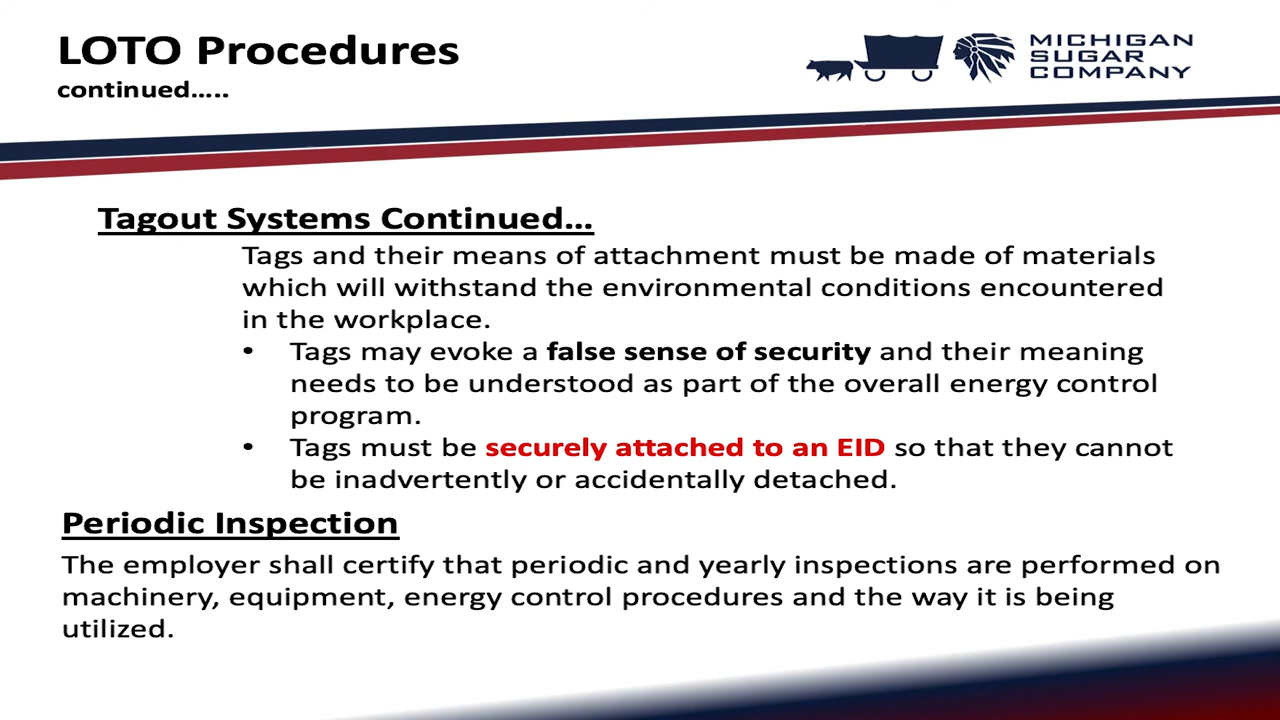 LOTO Procedures
continued…..
MICHIGAN
SUGAR
COMPANY
Tagout Systems Continued…
Tags and their means of attachment must be made of materials
which will withstand the environmental conditions encountered
in the workplace.
• Tags may evoke a false sense of security and their meaning
needs to be understood as part of the overall energy control
program.
• Tags must be securely attached to an EID so that they cannot
be inadvertently or accidentally detached.
Periodic Inspection
The employer shall certify that periodic and yearly inspections are performed on
machinery, equipment, energy control procedures and the way it is being
utilized.